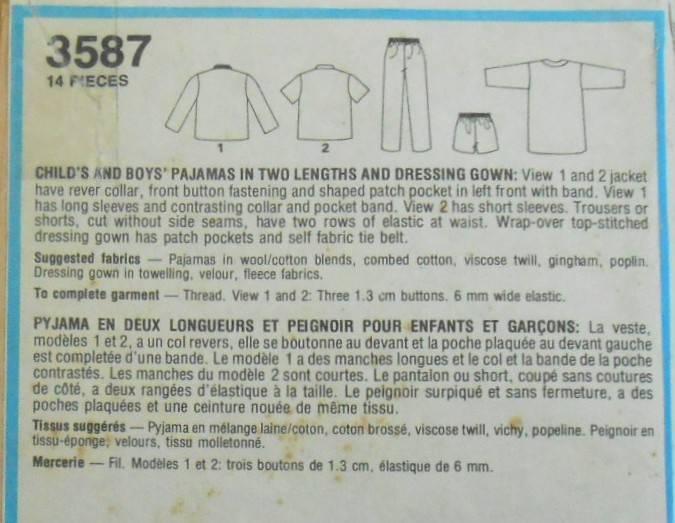 3587
14 PIECES
1
2
CHILD'S AND BOYS' PAJAMAS IN TWO LENGTHS AND DRESSING GOWN: View 1 and 2 jacket
have rever collar, front button fastening and shaped patch pocket in left front with band. View 1
has long sleeves and contrasting collar and pocket band. View 2 has short sleeves. Trousers or
shorts, cut without side seams, have two rows of elastic at waist. Wrap-over top-stitched
dressing gown has patch pockets and self fabric tie belt.
Suggested fabrics — Pajamas in wool/cotton blends, combed cotton, viscose twill, gingham, poplin.
Dressing gown in towelling, velour, fleece fabrics.
To complete garment — Thread. View 1 and 2: Three 1.3 cm buttons. 6 mm wide elastic.
PYJAMA EN DEUX LONGUEURS ET PEIGNOIR POUR ENFANTS ET GARÇONS: La veste,
modèles 1 et 2, a un col revers, elle se boutonne au devant et la poche plaquée au devant gauche
est completée d'une bande. Le modèle 1 a des manches longues et le col et la bande de la poche
contrastés. Les manches du modèle 2 sont courtes. Le pantalon ou short, coupé sans coutures
de côté, a deux rangées d'élastique à la taille. Le peignoir surpiqué et sans fermeture, a des
poches plaquées et une ceinture nouée de même tissu.
Tissus suggérés — Pyjama en mélange laine/coton, coton brossé, viscose twill, vichy, popeline. Peignoir en
tissu-éponge, velours, tissu molletonné.
Mercerie — Fil. Modèles 1 et 2: trois boutons de 1.3 cm, élastique de 6 mm.